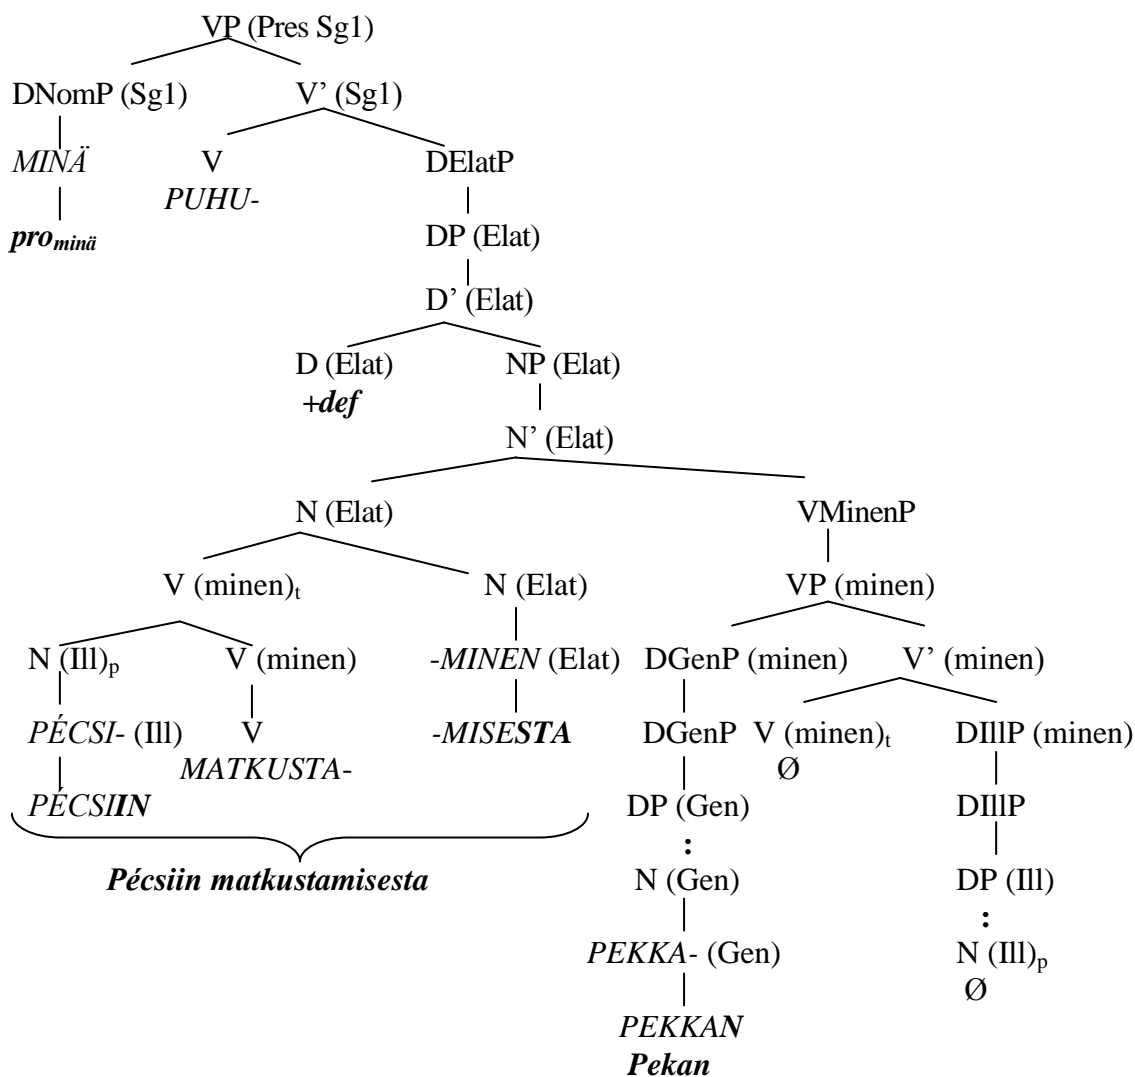 VP (Pres Sg1)
DNomP (Sg1) V’ (Sg1)
MINÄ V DElatP
PUHU-
prominä DP (Elat)
D’ (Elat)
D (Elat) NP (Elat)
+def
N’ (Elat)
N (Elat) VMinenP
V (minen)t N (Elat) VP (minen)
N (Ill)p V (minen) -MINEN (Elat) DGenP (minen) V’ (minen)
PÉCSI- (Ill) V -MISESTA DGenP V (minen)t DIllP (minen)
MATKUSTA- Ø
PÉCSIIN DP (Gen) DIllP
:
Pécsiin matkustamisesta N (Gen) DP (Ill)
:
PEKKA- (Gen) N (Ill)p
Ø
PEKKAN
Pekan